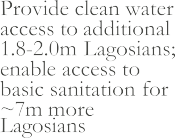 Provide clean water
access to additional
1.8-2.0m Lagosians;
enable access to
basic sanitation for
~7m more
Lagosians